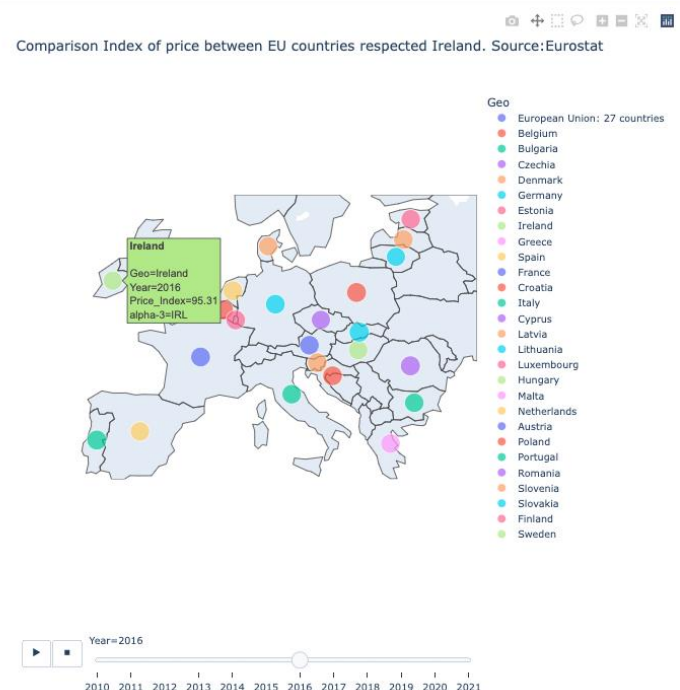 Comparison Index of price between EU countries respected Ireland. Source:Eurostat
Geo
European Union: 27 countries
Belgium
Bulgaria
Czechia
Denmark
Germany
Estonia
Ireland
Greece
Spain
France
Croatia
Italy
Cyprus
Latvia
Lithuania
Luxembourg
Hungary
Malta
Netherlands
Austria
Poland
Portugal
Romania
Slovenia
Slovakia
Finland
Sweden
Ireland
Geo=Ireland
Year=2016
Price_Index=95.31
alpha-3=IRL
Year=2016
2010 2011 2012 2013 2014 2015 2016 2017 2018 2019 2020 2021